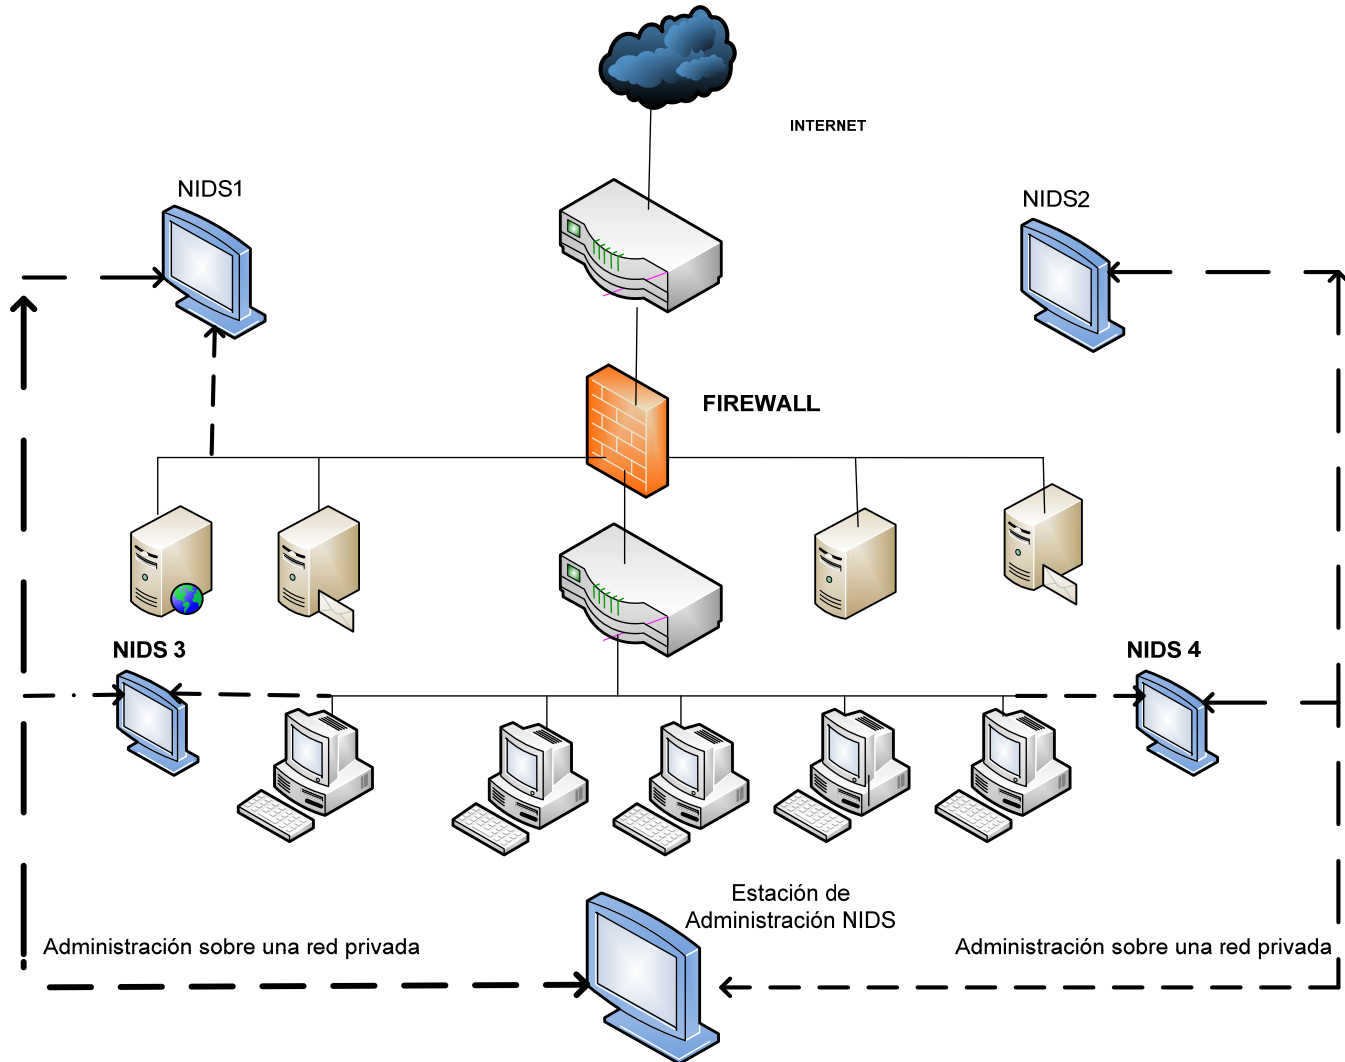 INTERNET
NIDS1
NIDS2
FIREWALL
NIDS 3
NIDS 4
Estación de
Administración NIDS
Administración sobre una red privada
Administración sobre una red privada